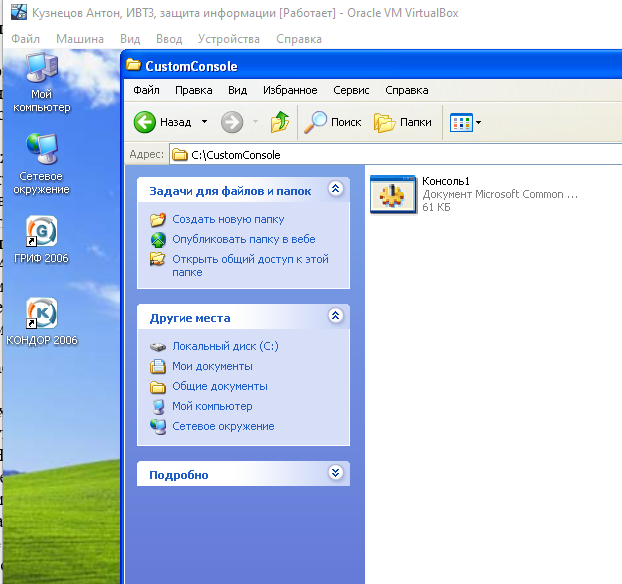 Кузнецов Антон, ИВТЗ, защита информации [Работает] - Oracle VM VirtualBox
Файл Машина Вид Ввод Устройства Справка
Мой компьютер
Сетевое окружение
ГРИФ 2006
КОНДОР 2006
CustomConsole
Файл Правка Вид Избранное Сервис Справка
Назад Поиск Папки
Адрес: C:\CustomConsole
Задачи для файлов и папок
Создать новую папку
Опубликовать папку в вебе
Открыть общий доступ к этой
папке
Другие места
Локальный диск (C:)
Мои документы
Общие документы
Мой компьютер
Сетевое окружение
Подробно
Консоль1
Документ Microsoft Common ...
61 КБ